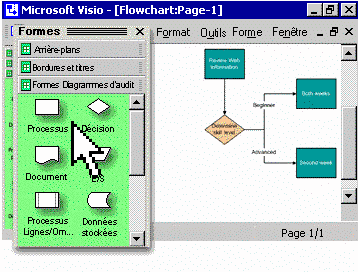 Microsoft Visio - [Flowchart:Page-1]
Formes
Format Outils Forme Fenêtre
Arrière-plans
Bordures et titres
Formes Diagrammes d'audit
Processus
Décision
Document
Processus
Lignes/Om...
Données
stockées
Review Web
information
Determine
skill level
Beginner
Advanced
Both weeks
Second week
Page 1/1